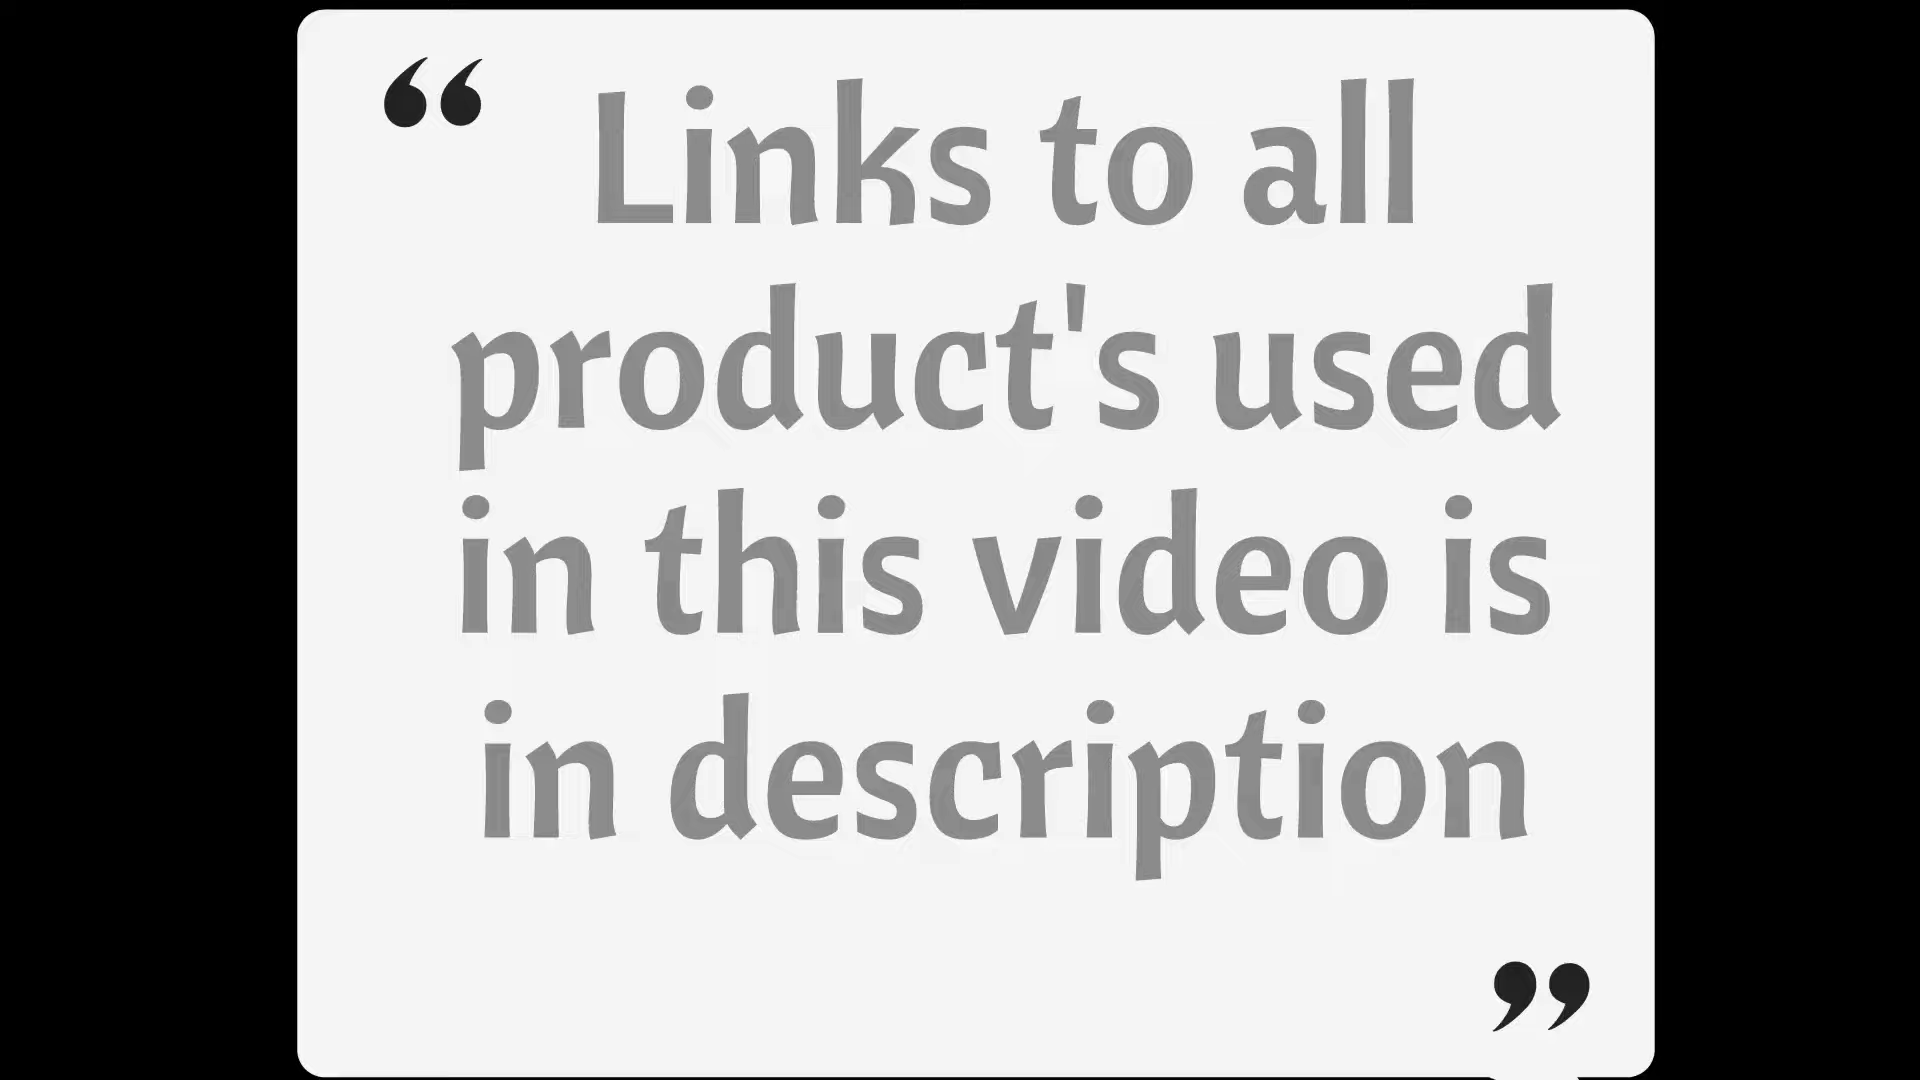 “ Links to all
product's used
in this video is
in description
”